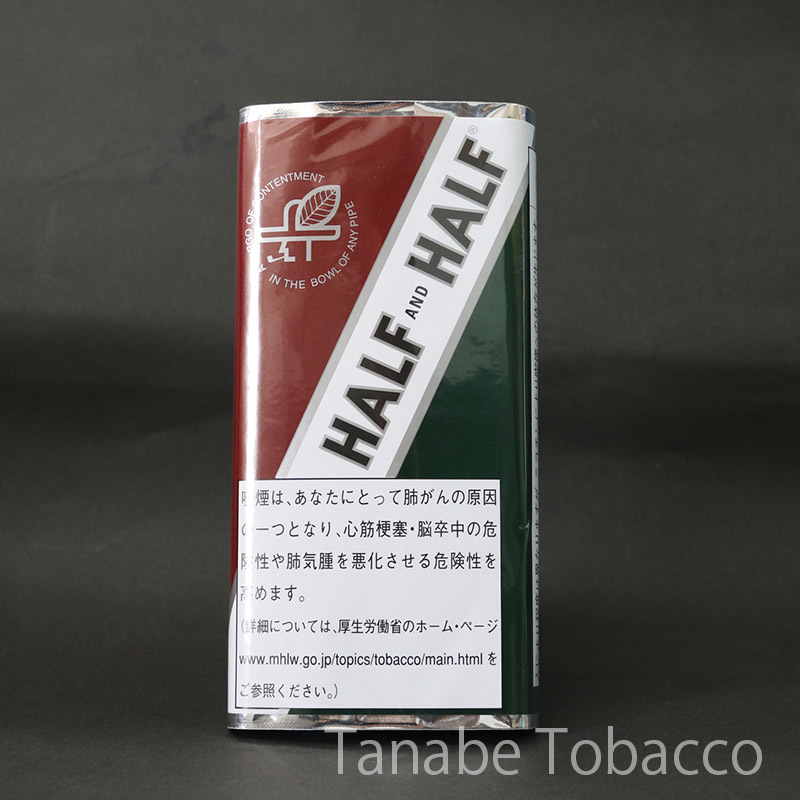 CARGO OF CONTENTMENT
IN THE BOWL OF ANY PIPE
HALF AND HALF®
喫煙は、あなたにとって肺がんの原因
の一つとなり、心筋梗塞・脳卒中の危
険性や肺気腫を悪化させる危険性を
高めます。
(詳細については、厚生労働省のホーム・ページ
www.mhlw.go.jp/topics/tobacco/main.html を
ご参照ください。)
Tanabe Tobacco